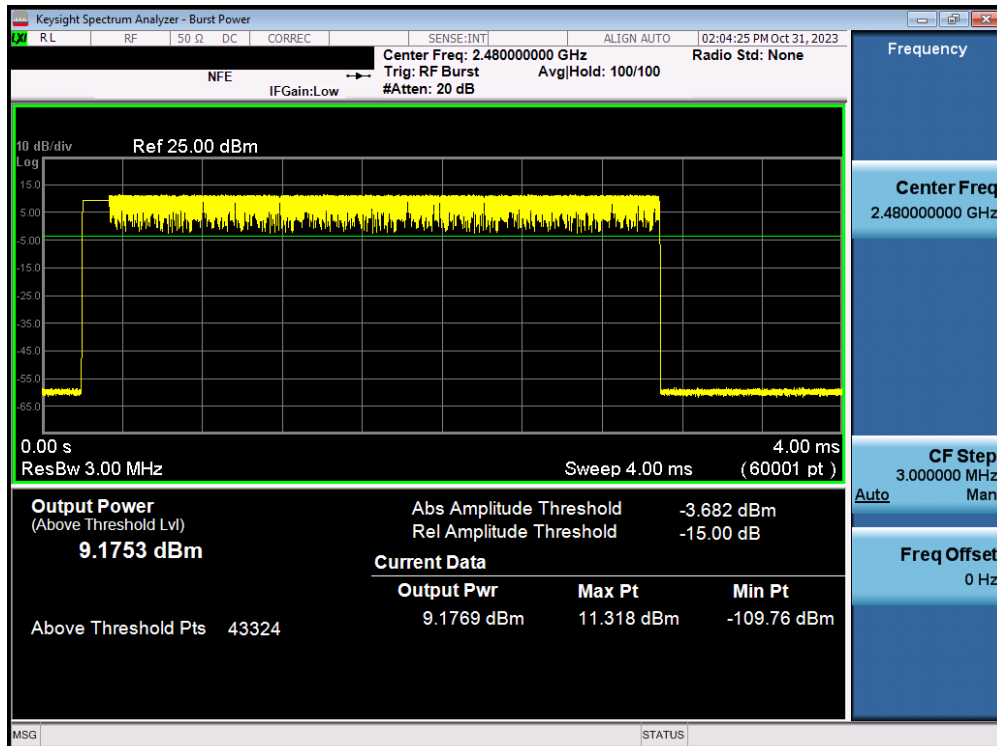 Keysight Spectrum Analyzer - Burst Power
LXI RL RF 50 Ω DC CORREC SENSE:INT ALIGN AUTO 02:04:25 PM Oct 31, 2023
Center Freq: 2.480000000 GHz Radio Std: None
NFE Trig: RF Burst Avg|Hold: 100/100
IFGain:Low #Atten: 20 dB
10 dB/div Ref 25.00 dBm
Log
15.0
5.00
-5.00
-15.0
-25.0
-35.0
-45.0
-55.0
-65.0
0.00 s 4.00 ms
ResBw 3.00 MHz Sweep 4.00 ms (60001 pt)
Output Power
(Above Threshold Lvl)
9.1753 dBm
Above Threshold Pts 43324
Abs Amplitude Threshold -3.682 dBm
Rel Amplitude Threshold -15.00 dB
Current Data
Output Pwr Max Pt Min Pt
9.1769 dBm 11.318 dBm -109.76 dBm
Frequency
Center Freq
2.480000000 GHz
CF Step
3.000000 MHz
Auto Man
Freq Offset
0 Hz
MSG STATUS